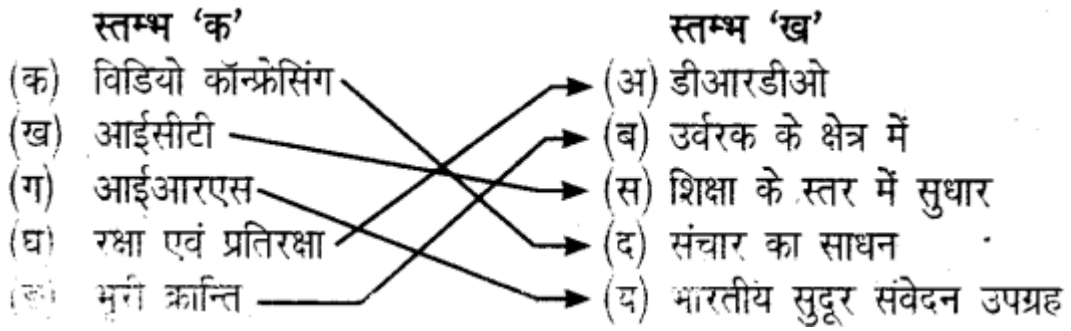 स्तम्भ ‘क’ स्तम्भ ‘ख’
(क) विडियो कॉन्फ्रेसिंग (अ) डीआरडीओ
(ख) आईसीटी (ब) उर्वरक के क्षेत्र में
(ग) आईआरएस (स) शिक्षा के स्तर में सुधार
(घ) रक्षा एवं प्रतिरक्षा (द) संचार का साधन
(ङ) भूरी क्रान्ति (य) भारतीय सुदूर संवेदन उपग्रह